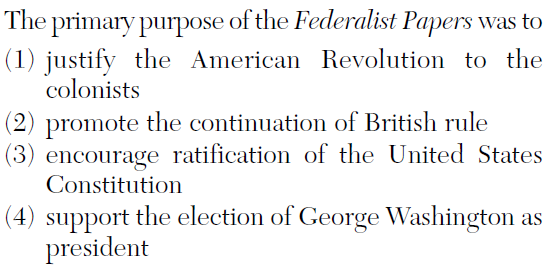 The primary purpose of the Federalist Papers was to
(1) justify the American Revolution to the
colonists
(2) promote the continuation of British rule
(3) encourage ratification of the United States
Constitution
(4) support the election of George Washington as
president